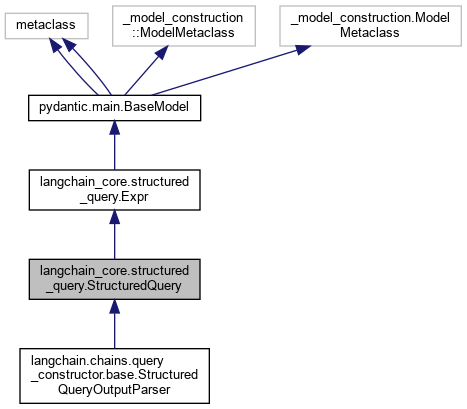 metaclass
_model_construction
::ModelMetaclass
_model_construction.Model
Metaclass
pydantic.main.BaseModel
langchain_core.structured
_query.Expr
langchain_core.structured
_query.StructuredQuery
langchain.chains.query
_constructor.base.Structured
QueryOutputParser